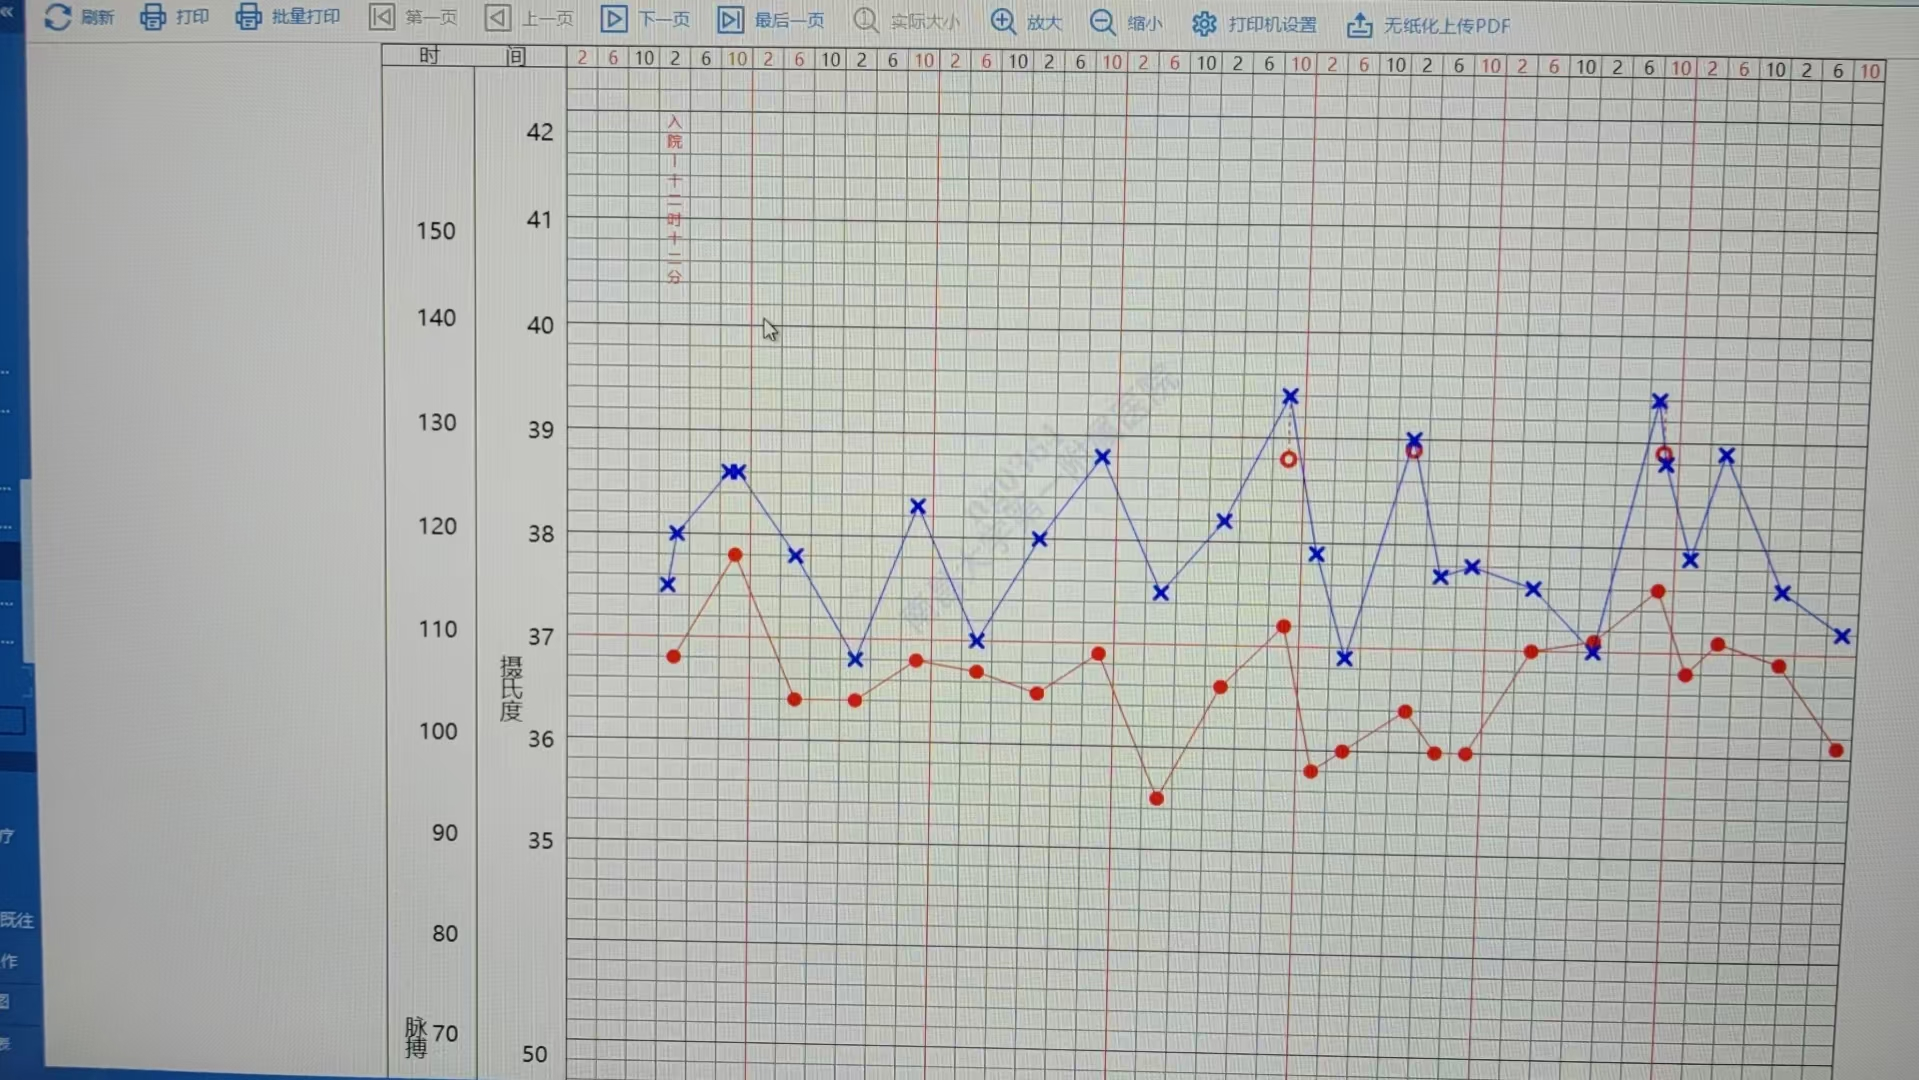 刷新 打印 批量打印 第一页 上一页 下一页 最后一页 实际大小 放大 缩小 打印机设置 无纸化上传PDF
时 间 2 6 10 2 6 10 2 6 10 2 6 10 2 6 10 2 6 10 2 6 10 2 6 10 2 6 10 2 6 10 2 6 10 2 6 10 2 6 10 2 6 10
入院|十二时十二分
42
150 41
140 40
130 39
120 38
110 37
摄氏度
100 36
90 35
80
脉搏 70 50
疗
既往
作
图
表